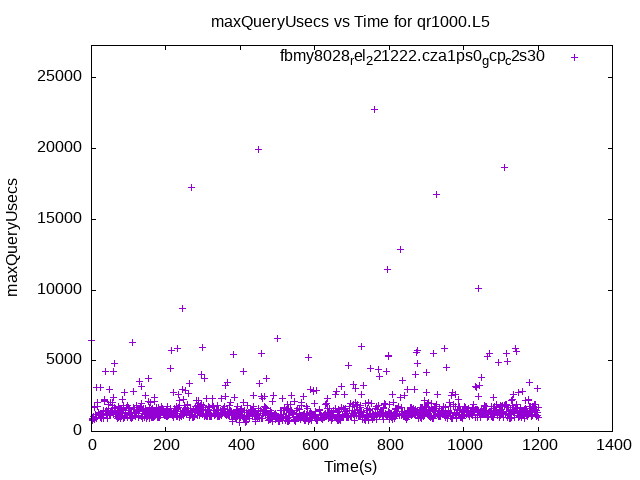 maxQueryUsecs vs Time for qr1000.L5
fbmy8028rel221222.cza1ps0gcpc2s30
25000
20000
15000
10000
5000
0
maxQueryUsecs
0 200 400 600 800 1000 1200 1400
Time(s)